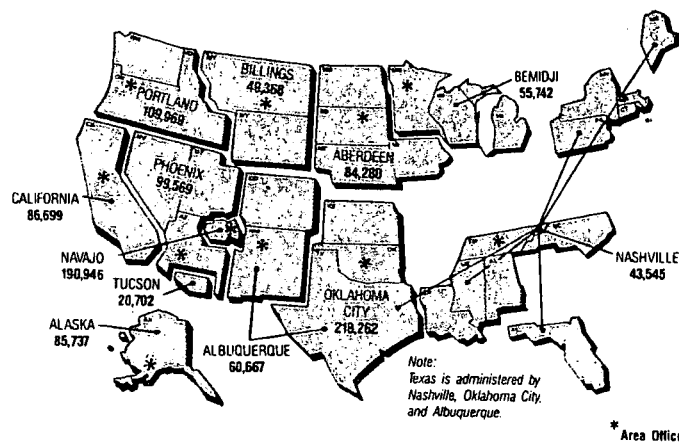 BILLINGS
48,368
BEMIDJI
55,742
PORTLAND
109,969
ABERDEEN
84,280
PHOENIX
99,569
CALIFORNIA
86,699
NAVAJO
190,946
NASHVILLE
43,545
TUCSON
20,702
OKLAHOMA
CITY
219,262
ALASKA
85,737
ALBUQUERQUE
60,667
Note:
Texas is administered by
Nashville, Oklahoma City,
and Albuquerque.
* Area Offic